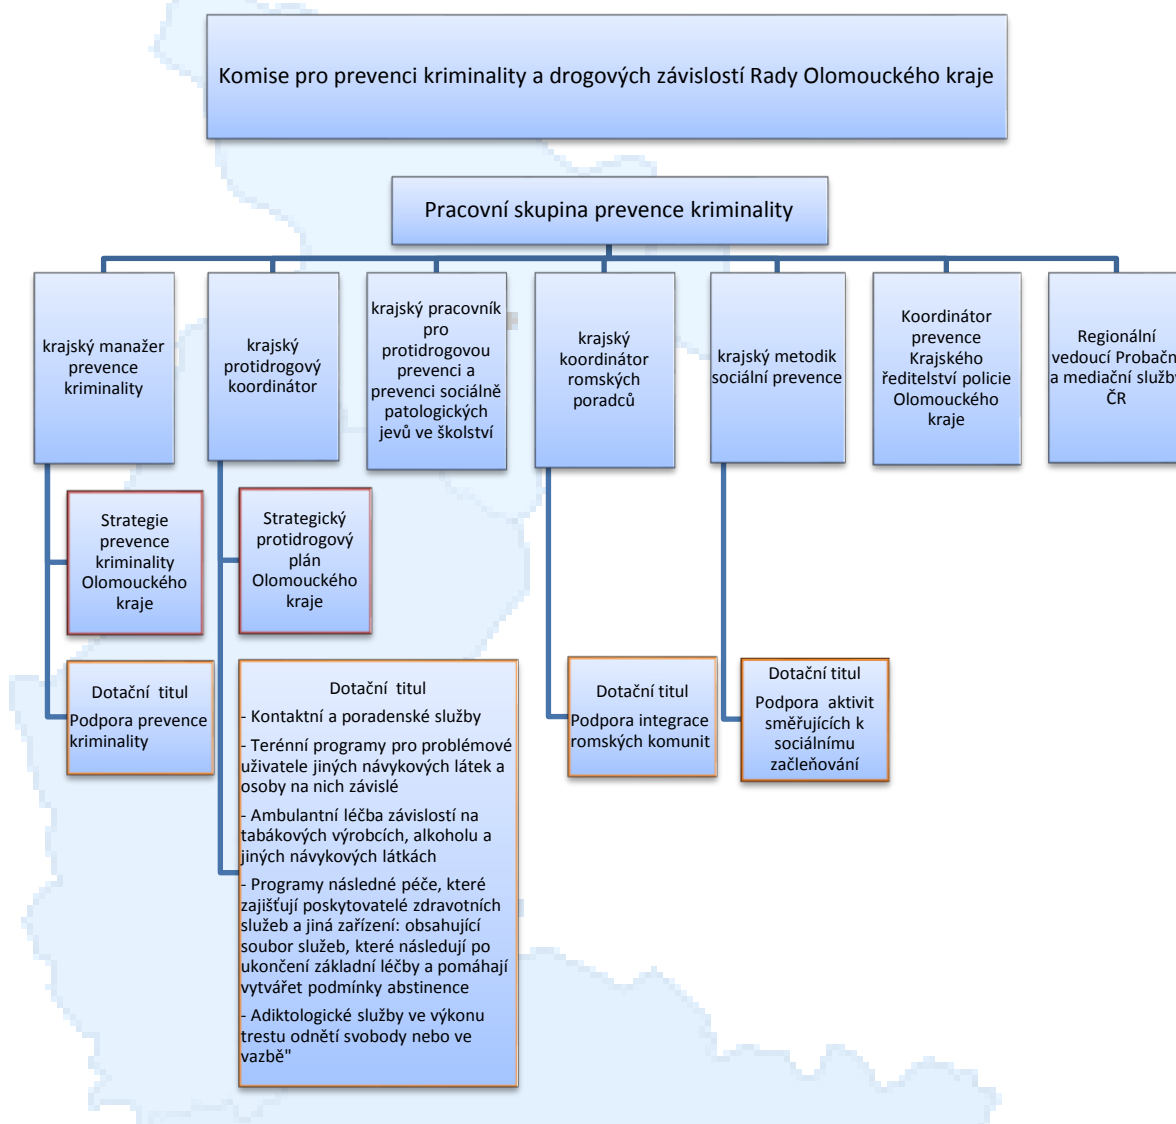 Komise pro prevenci kriminality a drogových závislostí Rady Olomouckého kraje
Pracovní skupina prevence kriminality
krajský manažer
prevence
kriminality
krajský
protidrogový
koordinátor
krajský pracovník
pro
protidrogovou
prevenci a
prevenci sociálně
patologických
jevů ve školství
krajský
koordinátor
romských
poradců
krajský metodik
sociální prevence
Koordinátor
prevence
Krajského
ředitelství policie
Olomouckého
kraje
Regionální
vedoucí Probačn
a mediační služby
ČR
Strategie
prevence
kriminality
Olomouckého
kraje
Strategický
protidrogový
plán
Olomouckého
kraje
Dotační titul
Podpora prevence
kriminality
Dotační titul
- Kontaktní a poradenské služby
- Terénní programy pro problémové
uživatele jiných návykových látek a
osoby na nich závislé
- Ambulantní léčba závislostí na
tabákových výrobcích, alkoholu a
jiných návykových látkách
- Programy následné péče, které
zajišťují poskytovatelé zdravotních
služeb a jiná zařízení: obsahující
soubor služeb, které následují po
ukončení základní léčby a pomáhají
vytvářet podmínky abstinence
- Adiktologické služby ve výkonu
trestu odnětí svobody nebo ve
vazbě"
Dotační titul
Podpora integrace
romských komunit
Dotační titul
Podpora aktivit
směřujících k
sociálnímu
začleňování